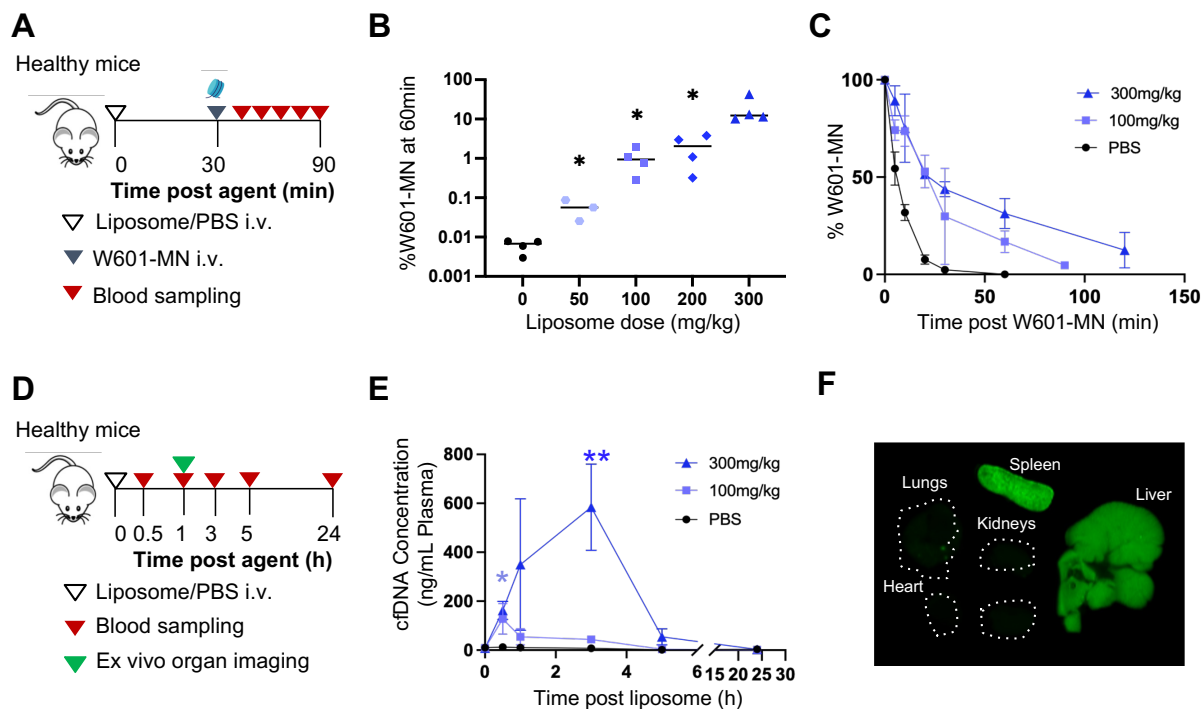 A
Healthy mice
0 30 90
Time post agent (min)
Liposome/PBS i.v.
W601-MN i.v.
Blood sampling
B
%W601-MN at 60min
100
10
1
0.1
0.01
0.001
* * *
0 50 100 200 300
Liposome dose (mg/kg)
C
% W601-MN
100
50
0
300mg/kg
100mg/kg
PBS
0 50 100 150
Time post W601-MN (min)
D
Healthy mice
0 0.5 1 3 5 24
Time post agent (h)
Liposome/PBS i.v.
Blood sampling
Ex vivo organ imaging
E
cfDNA Concentration
(ng/mL Plasma)
800
600
400
200
0
*
**
300mg/kg
100mg/kg
PBS
0 2 4 6 15 20 25 30
Time post liposome (h)
F
Spleen
Lungs
Liver
Kidneys
Heart